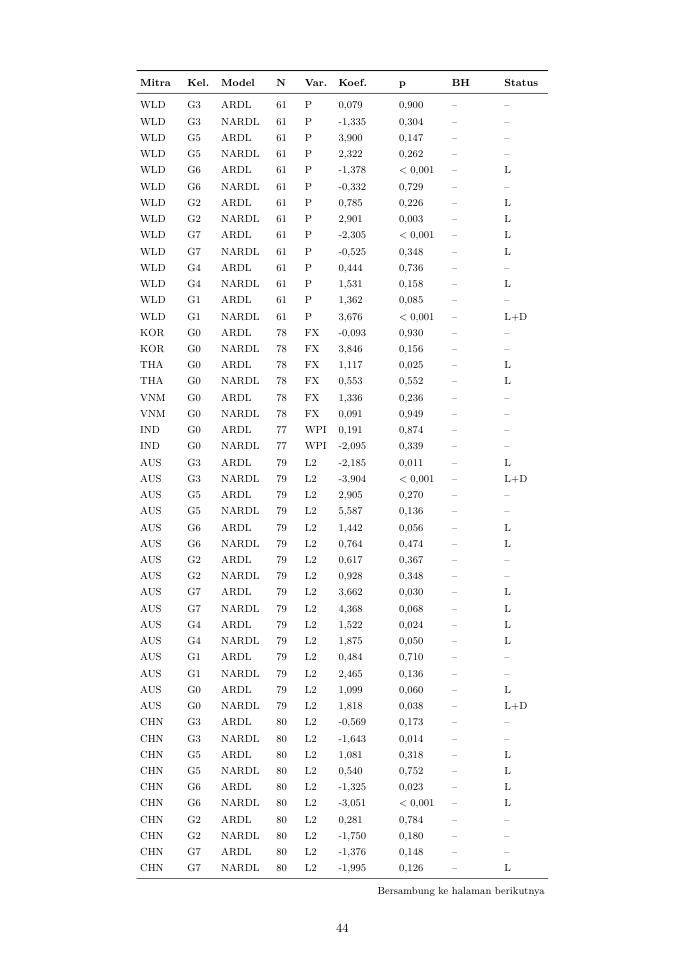 Mitra Kel. Model N Var. Koef. p BH Status
WLD G3 ARDL 61 P 0,079 0,900 – –
WLD G3 NARDL 61 P -1,335 0,304 – –
WLD G5 ARDL 61 P 3,900 0,147 – –
WLD G5 NARDL 61 P 2,322 0,262 – –
WLD G6 ARDL 61 P -1,378 < 0,001 – L
WLD G6 NARDL 61 P -0,332 0,729 – –
WLD G2 ARDL 61 P 0,785 0,226 – L
WLD G2 NARDL 61 P 2,901 0,003 – L
WLD G7 ARDL 61 P -2,305 < 0,001 – L
WLD G7 NARDL 61 P -0,525 0,348 – L
WLD G4 ARDL 61 P 0,444 0,736 – –
WLD G4 NARDL 61 P 1,531 0,158 – L
WLD G1 ARDL 61 P 1,362 0,085 – –
WLD G1 NARDL 61 P 3,676 < 0,001 – L+D
KOR G0 ARDL 78 FX -0,093 0,930 – –
KOR G0 NARDL 78 FX 3,846 0,156 – –
THA G0 ARDL 78 FX 1,117 0,025 – L
THA G0 NARDL 78 FX 0,553 0,552 – L
VNM G0 ARDL 78 FX 1,336 0,236 – –
VNM G0 NARDL 78 FX 0,091 0,949 – –
IND G0 ARDL 77 WPI 0,191 0,874 – –
IND G0 NARDL 77 WPI -2,095 0,339 – –
AUS G3 ARDL 79 L2 -2,185 0,011 – L
AUS G3 NARDL 79 L2 -3,904 < 0,001 – L+D
AUS G5 ARDL 79 L2 2,905 0,270 – –
AUS G5 NARDL 79 L2 5,587 0,136 – –
AUS G6 ARDL 79 L2 1,442 0,056 – L
AUS G6 NARDL 79 L2 0,764 0,474 – L
AUS G2 ARDL 79 L2 0,617 0,367 – –
AUS G2 NARDL 79 L2 0,928 0,348 – –
AUS G7 ARDL 79 L2 3,662 0,030 – L
AUS G7 NARDL 79 L2 4,368 0,068 – L
AUS G4 ARDL 79 L2 1,522 0,024 – L
AUS G4 NARDL 79 L2 1,875 0,050 – L
AUS G1 ARDL 79 L2 0,484 0,710 – –
AUS G1 NARDL 79 L2 2,465 0,136 – –
AUS G0 ARDL 79 L2 1,099 0,060 – L
AUS G0 NARDL 79 L2 1,818 0,038 – L+D
CHN G3 ARDL 80 L2 -0,569 0,173 – –
CHN G3 NARDL 80 L2 -1,643 0,014 – –
CHN G5 ARDL 80 L2 1,081 0,318 – L
CHN G5 NARDL 80 L2 0,540 0,752 – L
CHN G6 ARDL 80 L2 -1,325 0,023 – L
CHN G6 NARDL 80 L2 -3,051 < 0,001 – L
CHN G2 ARDL 80 L2 0,281 0,784 – –
CHN G2 NARDL 80 L2 -1,750 0,180 – –
CHN G7 ARDL 80 L2 -1,376 0,148 – –
CHN G7 NARDL 80 L2 -1,995 0,126 – L
Bersambung ke halaman berikutnya
44